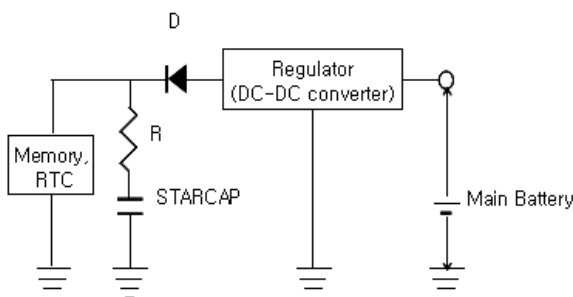 D
Regulator
(DC-DC converter)
R
Memory,
RTC
STARCAP
Main Battery